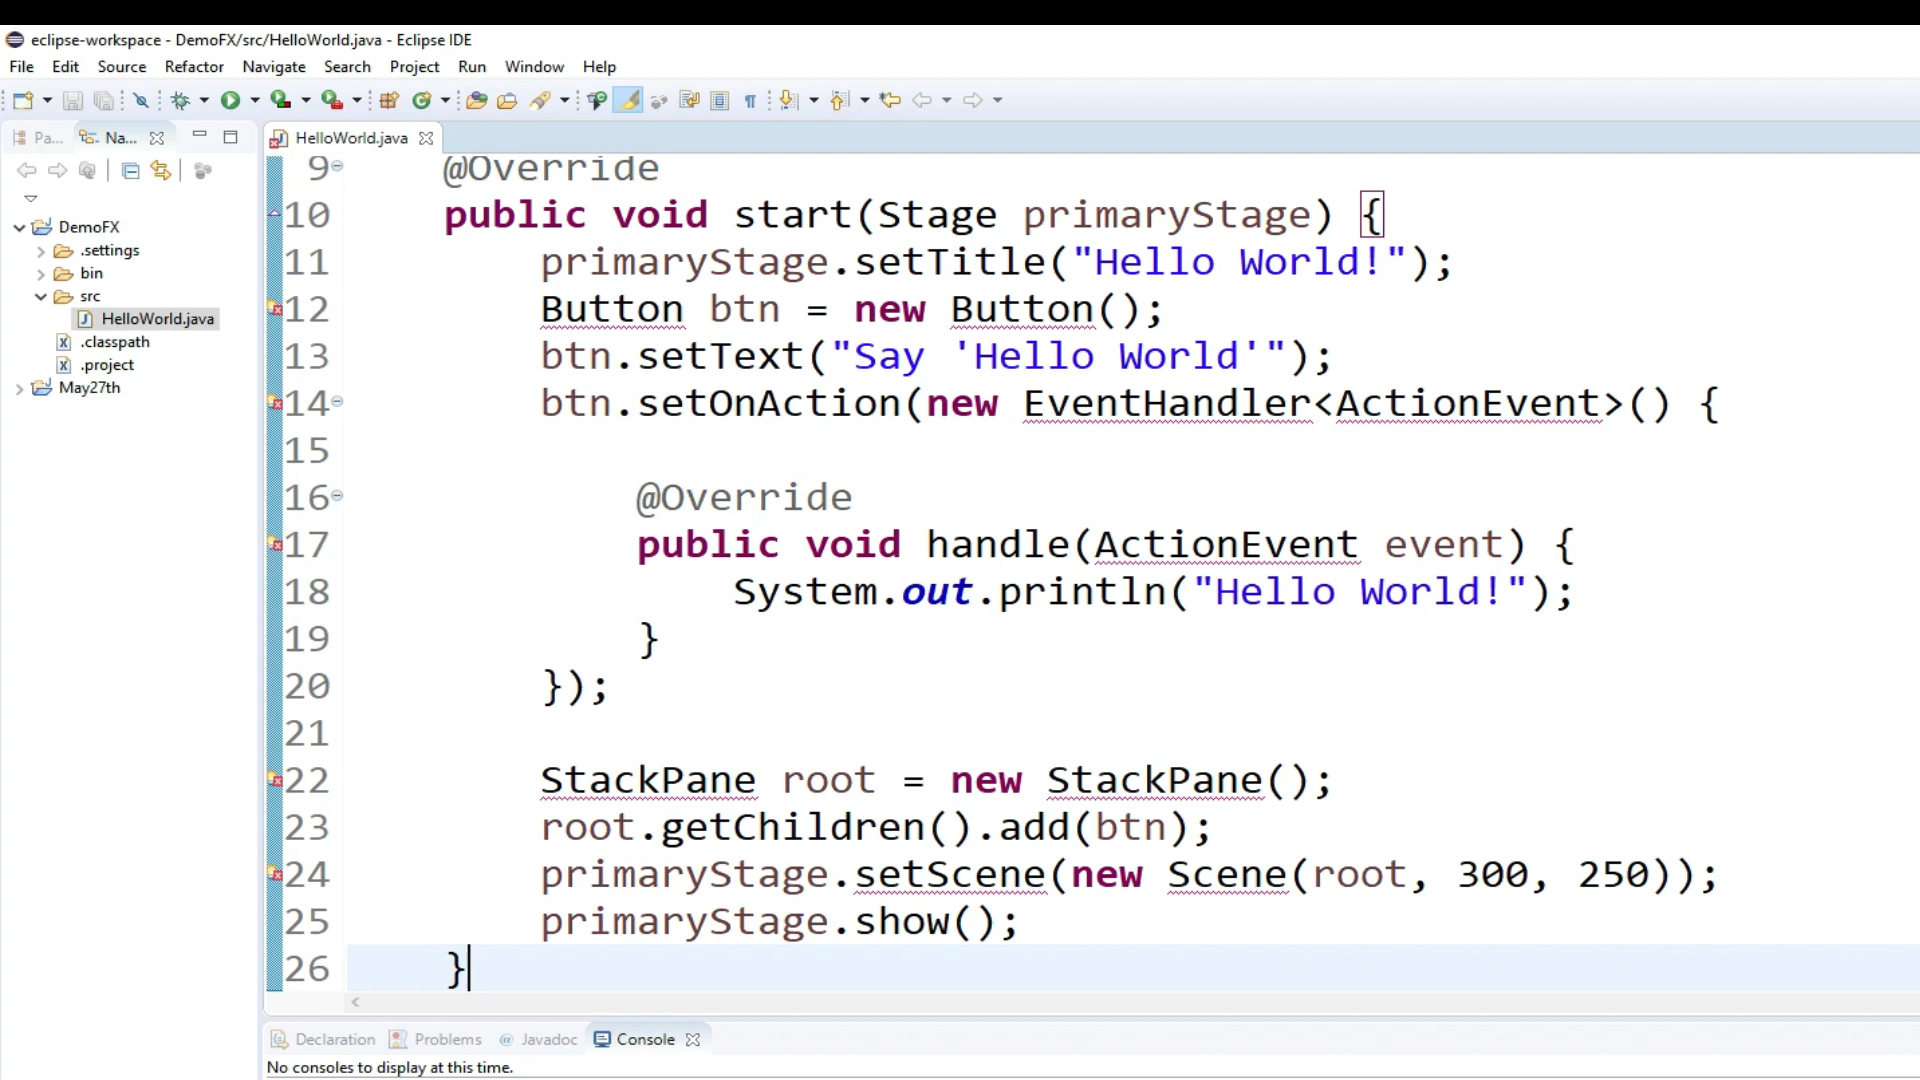 eclipse-workspace - DemoFX/src/HelloWorld.java - Eclipse IDE
File Edit Source Refactor Navigate Search Project Run Window Help
Pa... Na... HelloWorld.java
DemoFX
.settings
bin
src
HelloWorld.java
.classpath
.project
May27th
9 @Override
10 public void start(Stage primaryStage) {
11 primaryStage.setTitle("Hello World!");
12 Button btn = new Button();
13 btn.setText("Say 'Hello World'");
14 btn.setOnAction(new EventHandler<ActionEvent>() {
15
16 @Override
17 public void handle(ActionEvent event) {
18 System.out.println("Hello World!");
19 }
20 });
21
22 StackPane root = new StackPane();
23 root.getChildren().add(btn);
24 primaryStage.setScene(new Scene(root, 300, 250));
25 primaryStage.show();
26 }
Declaration Problems @ Javadoc Console
No consoles to display at this time.